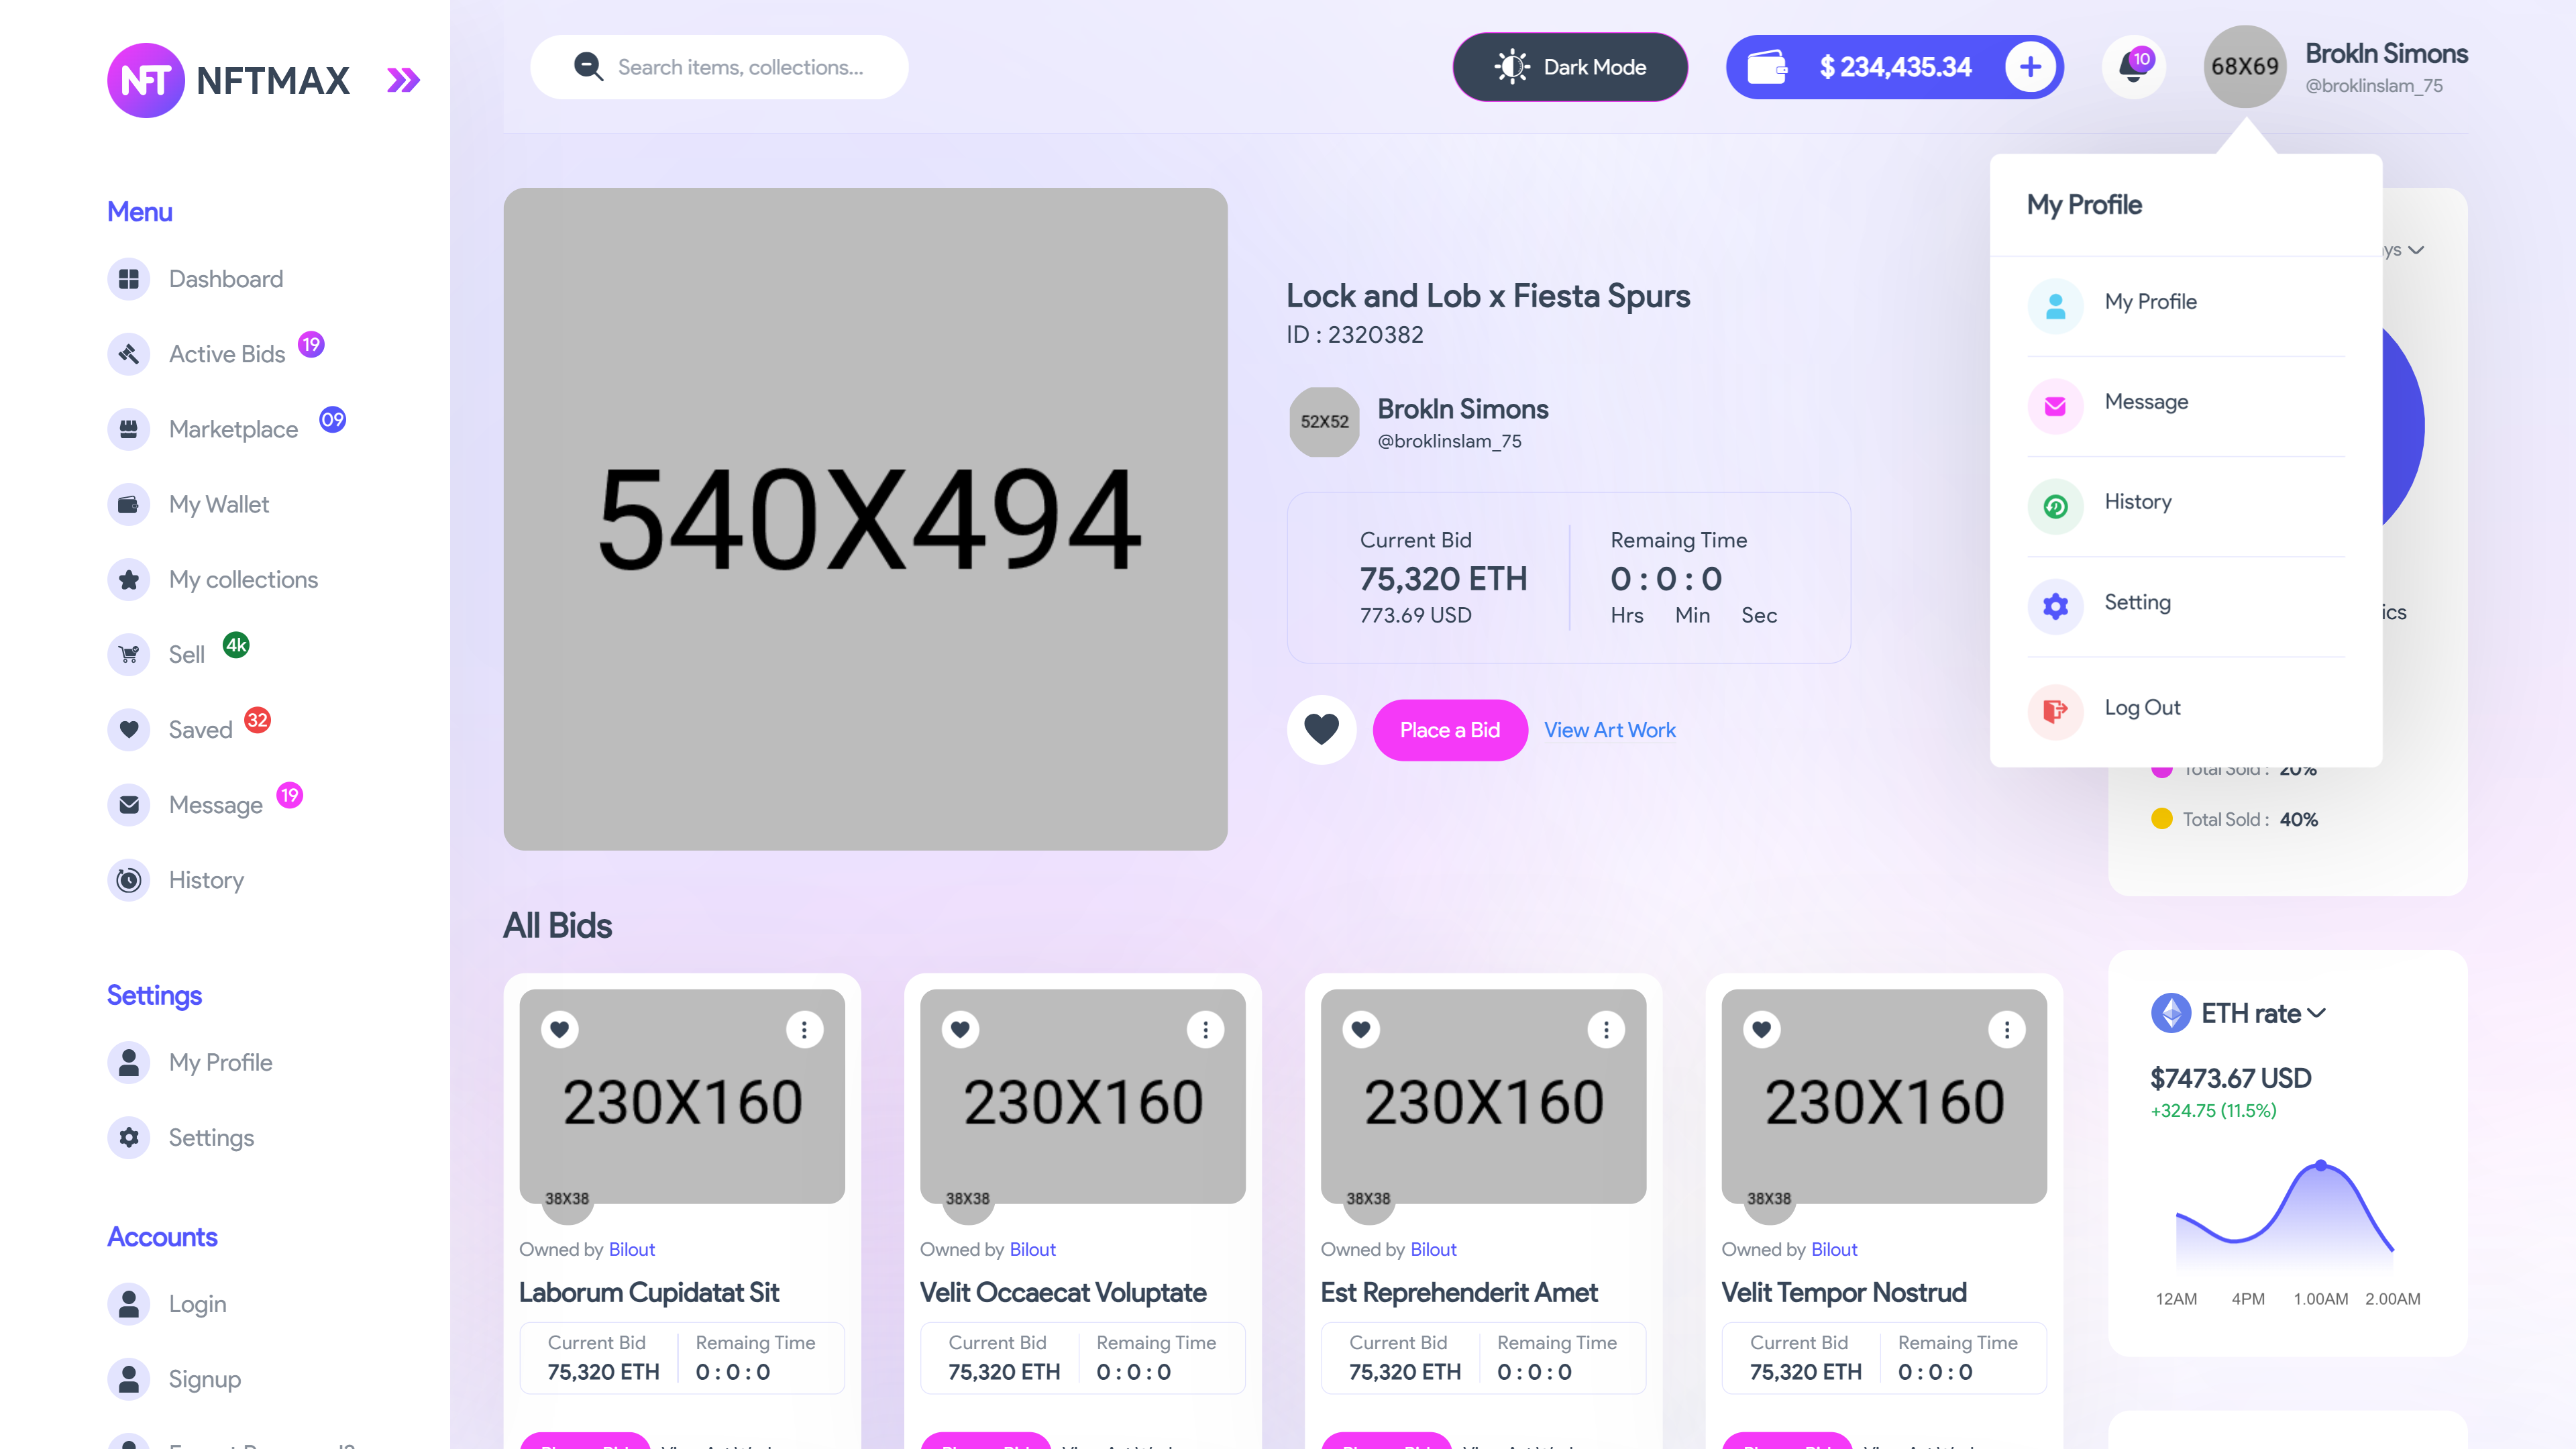 NFT NFTMAX
Menu
Dashboard
Active Bids 19
Marketplace 09
My Wallet
My collections
Sell 4k
Saved 32
Message 19
History
Settings
My Profile
Settings
Accounts
Login
Signup
Search items, collections...
Dark Mode
$ 234,435.34
10
68X69
Brokln Simons
@broklinslam_75
540X494
Lock and Lob x Fiesta Spurs
ID : 2320382
52X52
Brokln Simons
@broklinslam_75
Current Bid
75,320 ETH
773.69 USD
Remaing Time
0 : 0 : 0
Hrs Min Sec
Place a Bid
View Art Work
My Profile
My Profile
Message
History
Setting
Log Out
Total Sold : 20%
Total Sold : 40%
All Bids
230X160
38X38
Owned by Bilout
Laborum Cupidatat Sit
Current Bid
75,320 ETH
Remaing Time
0 : 0 : 0
230X160
38X38
Owned by Bilout
Velit Occaecat Voluptate
Current Bid
75,320 ETH
Remaing Time
0 : 0 : 0
230X160
38X38
Owned by Bilout
Est Reprehenderit Amet
Current Bid
75,320 ETH
Remaing Time
0 : 0 : 0
230X160
38X38
Owned by Bilout
Velit Tempor Nostrud
Current Bid
75,320 ETH
Remaing Time
0 : 0 : 0
ETH rate
$7473.67 USD
+324.75 (11.5%)
12AM 4PM 1.00AM 2.00AM